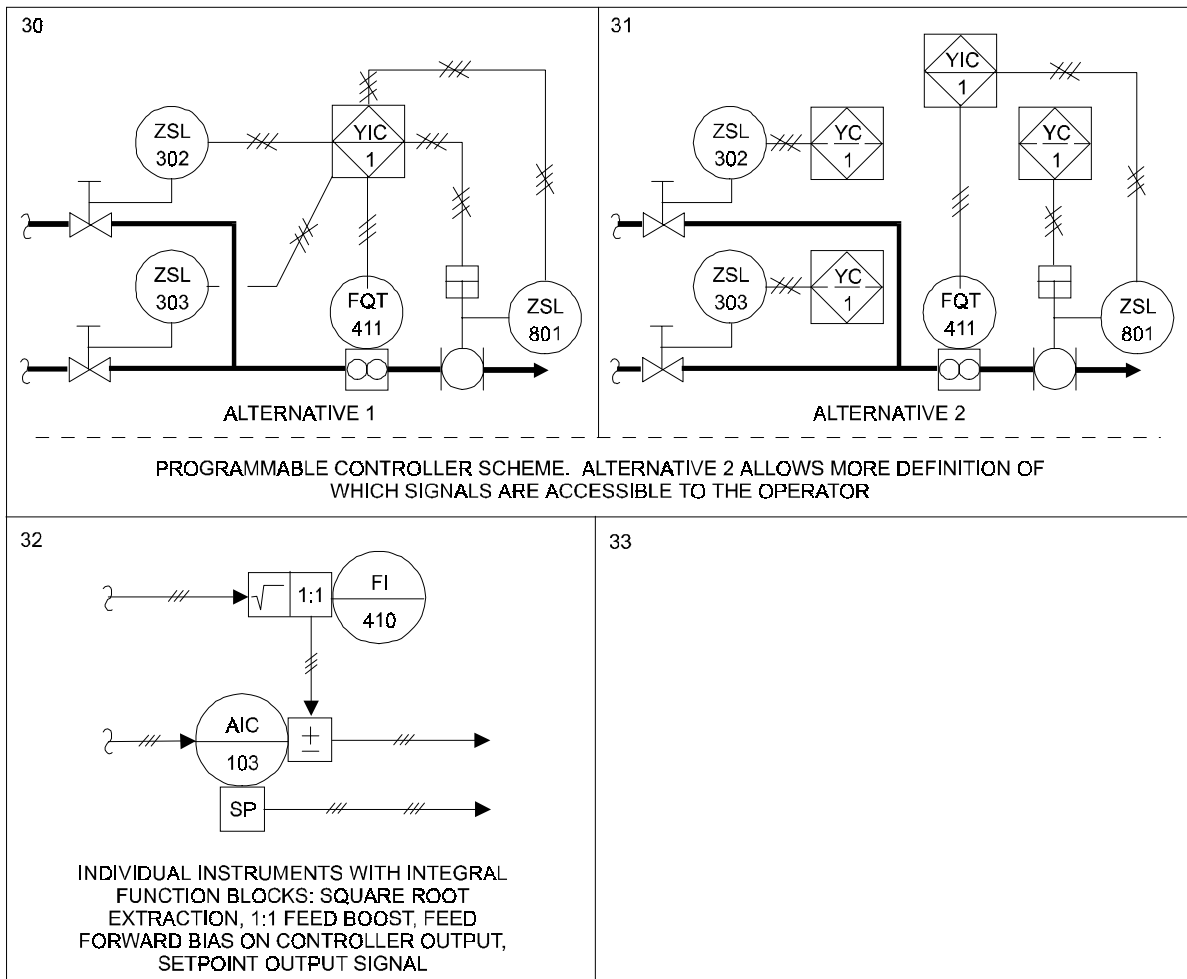 30
ZSL
302
YIC
1
ZSL
303
FQT
411
ZSL
801
ALTERNATIVE 1
31
ZSL
302
YC
1
YIC
1
YC
1
ZSL
303
YC
1
FQT
411
ZSL
801
ALTERNATIVE 2
PROGRAMMABLE CONTROLLER SCHEME. ALTERNATIVE 2 ALLOWS MORE DEFINITION OF
WHICH SIGNALS ARE ACCESSIBLE TO THE OPERATOR
32
√ 1:1
FI
410
AIC
103
±
SP
INDIVIDUAL INSTRUMENTS WITH INTEGRAL
FUNCTION BLOCKS: SQUARE ROOT
EXTRACTION, 1:1 FEED BOOST, FEED
FORWARD BIAS ON CONTROLLER OUTPUT,
SETPOINT OUTPUT SIGNAL
33